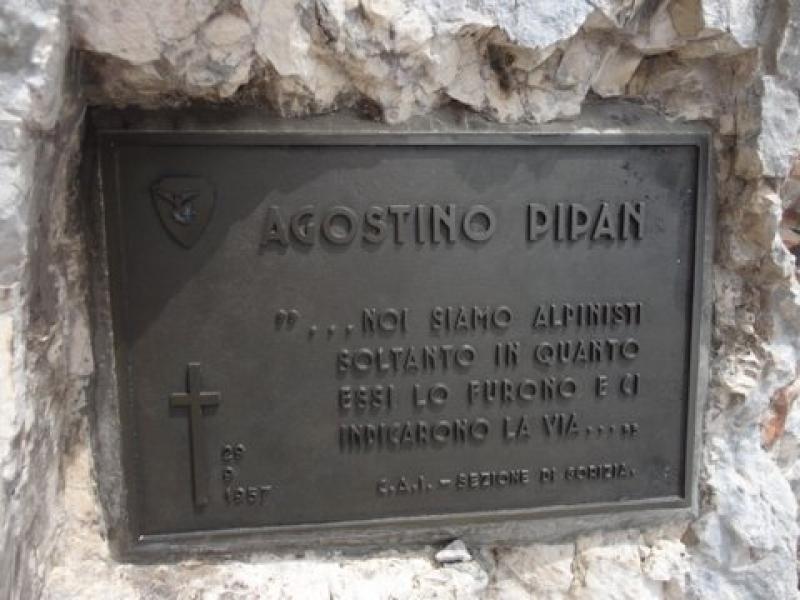 AGOSTINO PIPAN
"...NOI SIAMO ALPINISTI
SOLTANTO IN QUANTO
ESSI LO FURONO E CI
INDICARONO LA VIA...."
29
9
1957
C.A.I. - SEZIONE DI GORIZIA.